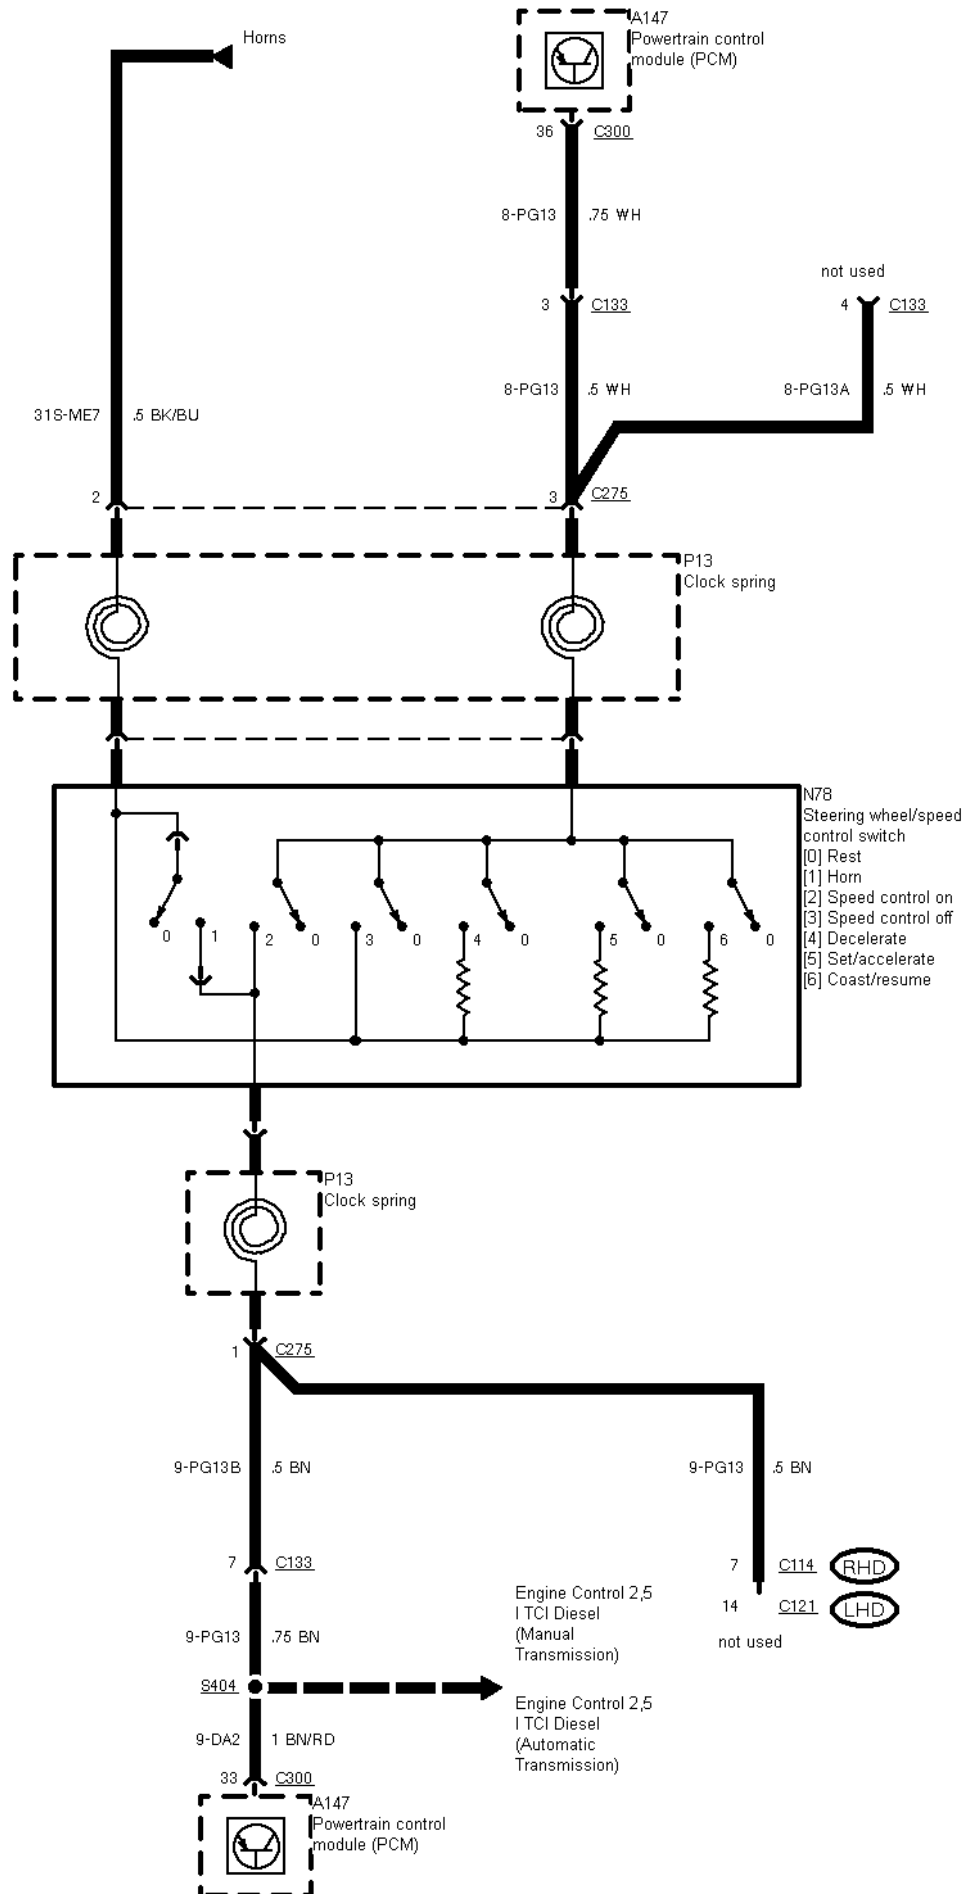 Horns
A147
Powertrain control
module (PCM)
36 C300
8-PG13 .75 WH
not used
3 C133
4 C133
8-PG13 .5 WH
8-PG13A .5 WH
31S-ME7 .5 BK/BU
2
3 C275
P13
Clock spring
N78
Steering wheel/speed
control switch
[0] Rest
[1] Horn
[2] Speed control on
[3] Speed control off
[4] Decelerate
[5] Set/accelerate
[6] Coast/resume
0 1 2 0 3 0 4 0 5 0 6 0
P13
Clock spring
1 C275
9-PG13B .5 BN
9-PG13 .5 BN
7 C133
7 C114 RHD
14 C121 LHD
not used
Engine Control 2,5
l TCI Diesel
(Manual
Transmission)
9-PG13 .75 BN
S404
Engine Control 2,5
l TCI Diesel
(Automatic
Transmission)
9-DA2 1 BN/RD
33 C300
A147
Powertrain control
module (PCM)